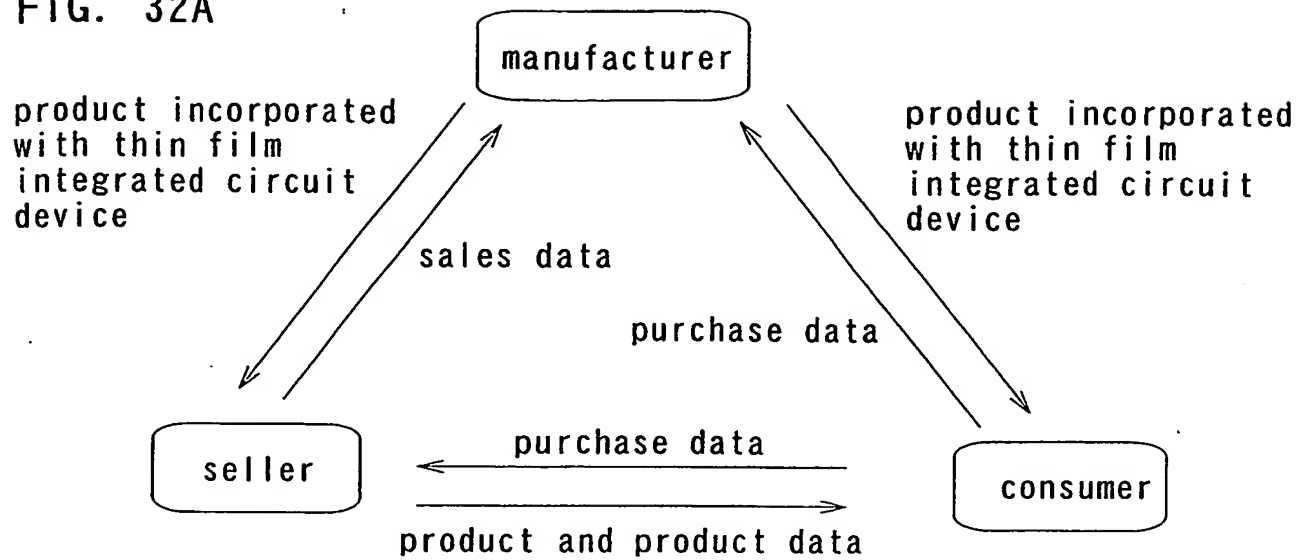 FIG. 32A
manufacturer
product incorporated
with thin film
integrated circuit
device
product incorporated
with thin film
integrated circuit
device
sales data
purchase data
purchase data
seller
consumer
product and product data